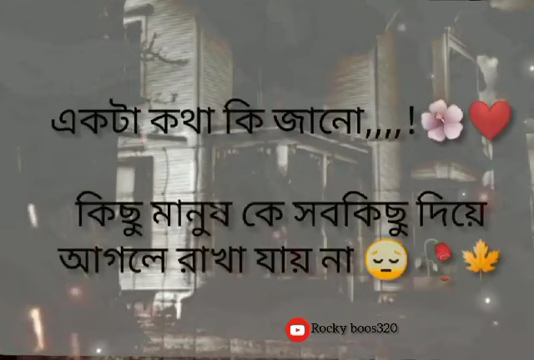 একটা কথা কি জানো,,,,!🌸❤️
কিছু মানুষ কে সবকিছু দিয়ে
আগলে রাখা যায় না 😔🥀🍁
Rocky boos320